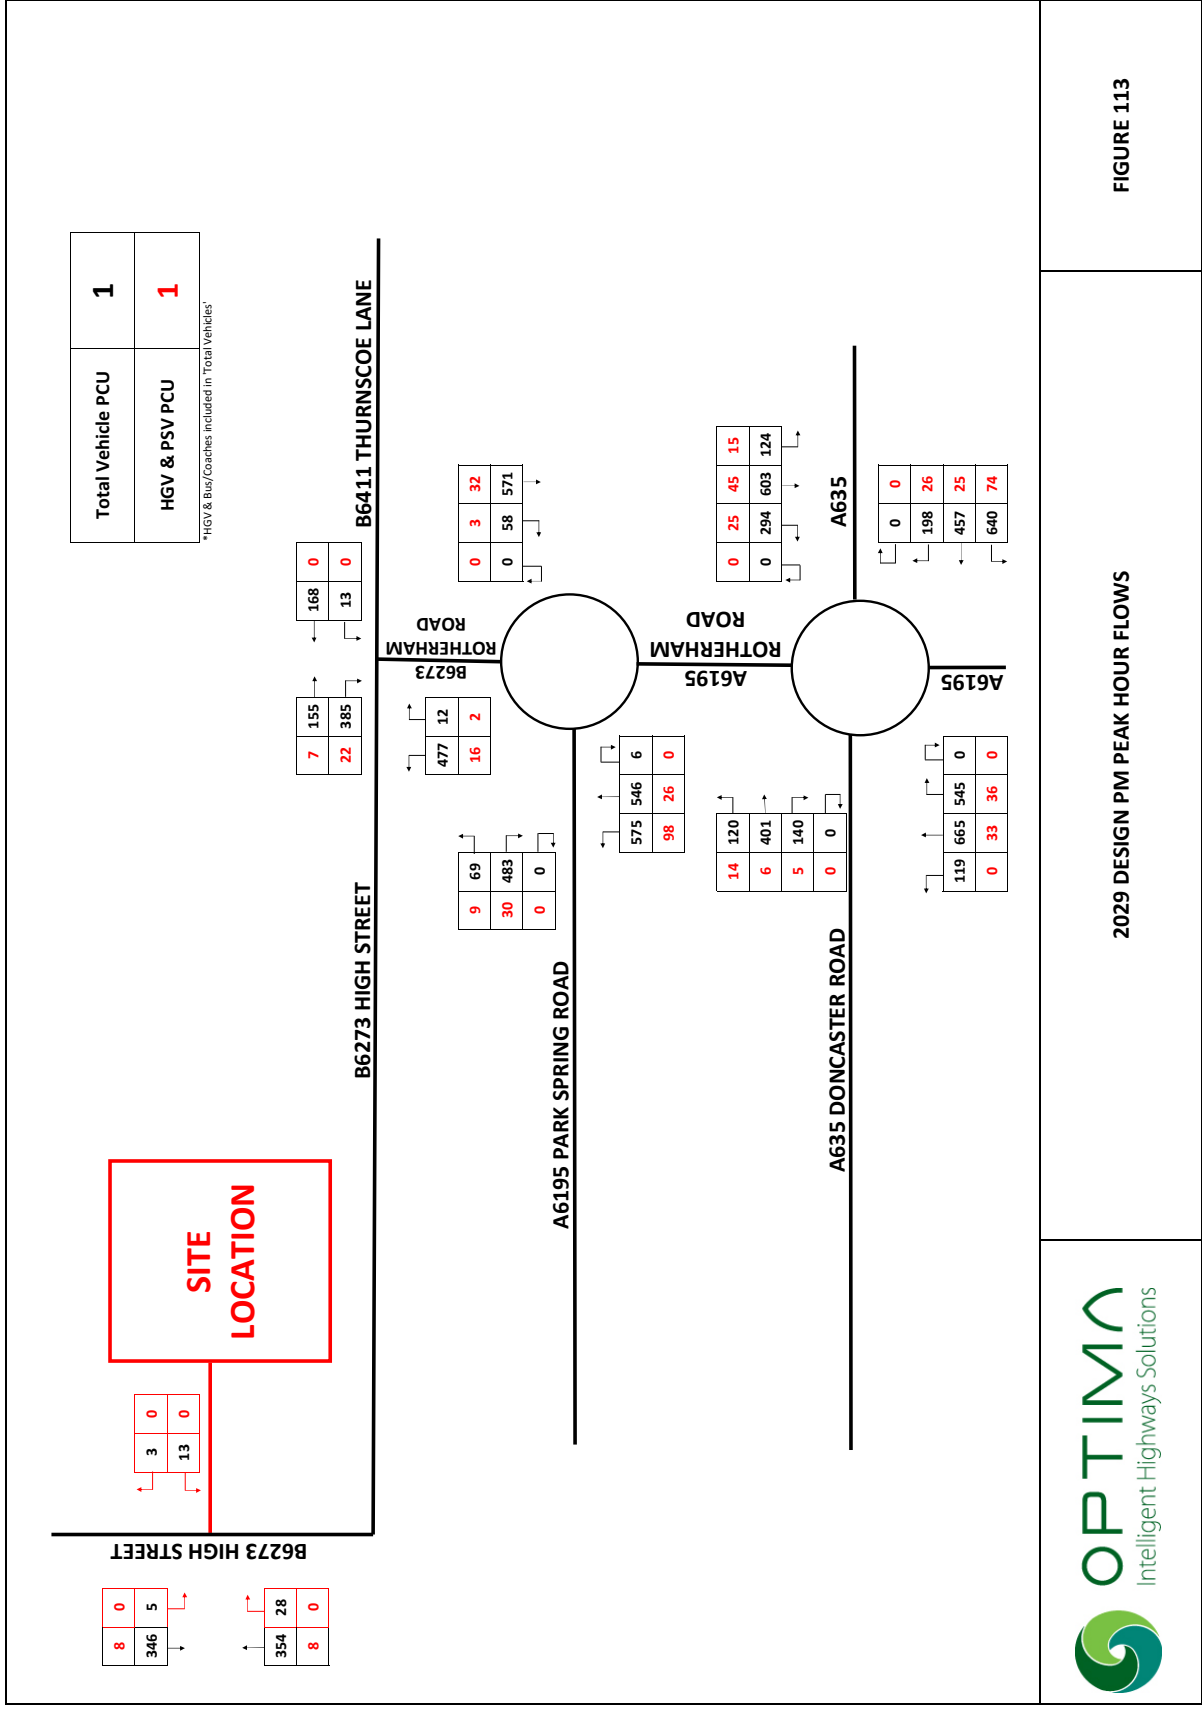 Total Vehicle PCU 1
HGV & PSV PCU 1
*HGV & Bus/Coaches included in 'Total Vehicles'
SITE
LOCATION
8 0
346 5
354 28
8 0
3 0
13 0
B6273 HIGH STREET
B6273 HIGH STREET
B6411 THURNSCOE LANE
7 155
22 385
168 0
13 0
B6273
ROTHERHAM
ROAD
477 12
16 2
0 3 32
0 58 571
9 69
30 483
0 0
A6195 PARK SPRING ROAD
575 546 6
98 26 0
A6195
ROTHERHAM
ROAD
0 25 45 15
0 294 603 124
14 120
6 401
5 140
0 0
A635 DONCASTER ROAD
A635
0 0
198 26
457 25
640 74
A6195
119 665 545 0
0 33 36 0
OPTIMA
Intelligent Highways Solutions
2029 DESIGN PM PEAK HOUR FLOWS
FIGURE 113